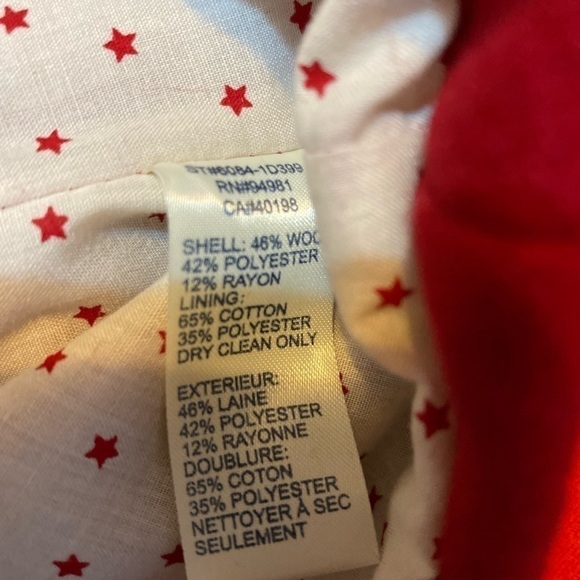 ST#6084-1D399
RN#94981
CA#40198
SHELL: 46% WOO
42% POLYESTER
12% RAYON
LINING:
65% COTTON
35% POLYESTER
DRY CLEAN ONLY
EXTERIEUR:
46% LAINE
42% POLYESTER
12% RAYONNE
DOUBLURE:
65% COTON
35% POLYESTER
NETTOYER À SEC
SEULEMENT